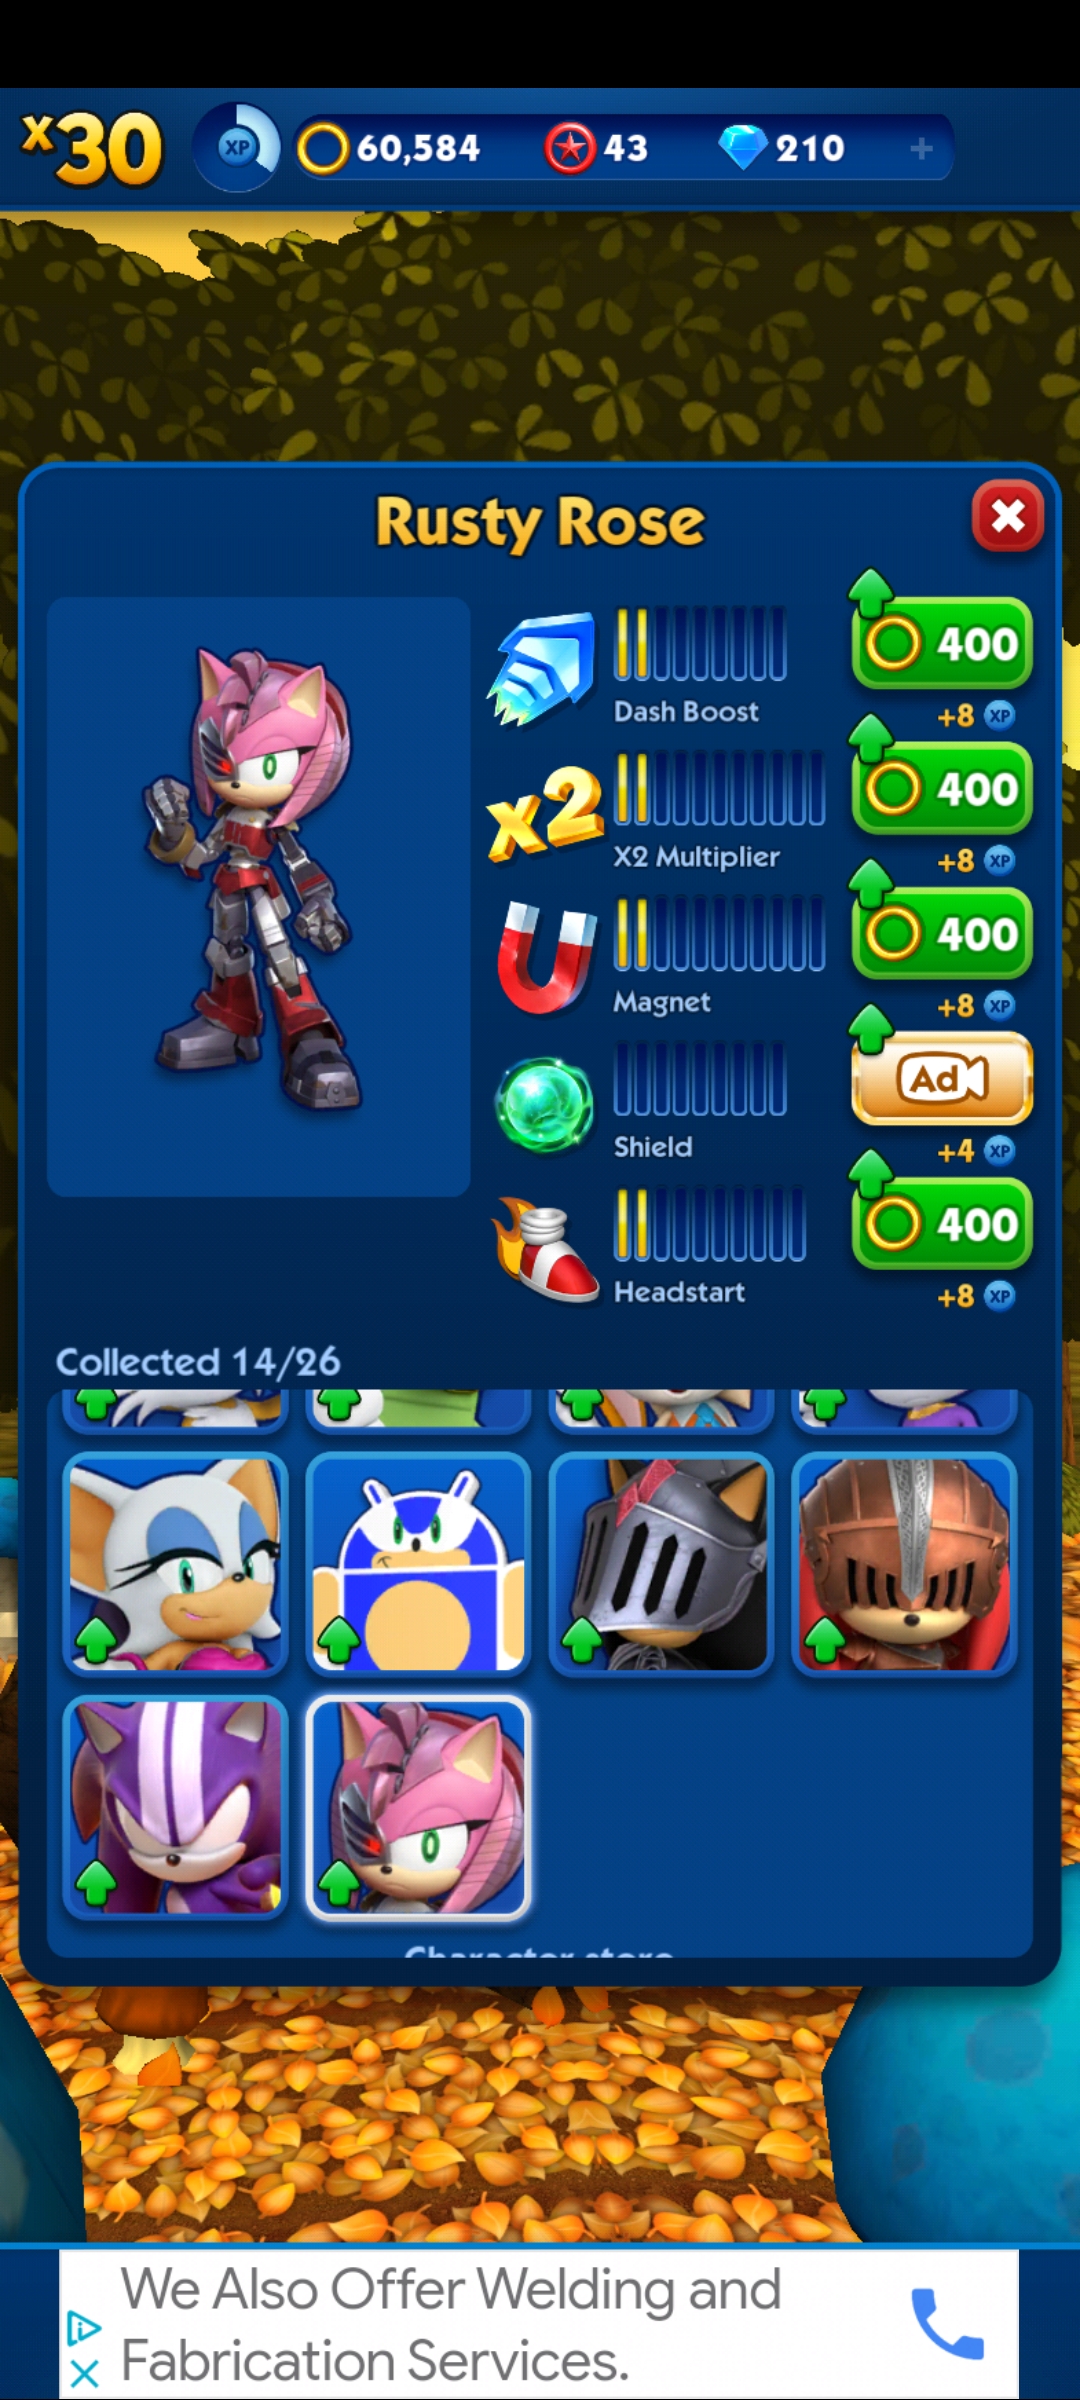 x30
XP
60,584
43
210
+
Rusty Rose
400
Dash Boost
+8 XP
x2
400
X2 Multiplier
+8 XP
400
Magnet
+8 XP
Ad
Shield
+4 XP
400
Headstart
+8 XP
Collected 14/26
Character store
We Also Offer Welding and
Fabrication Services.